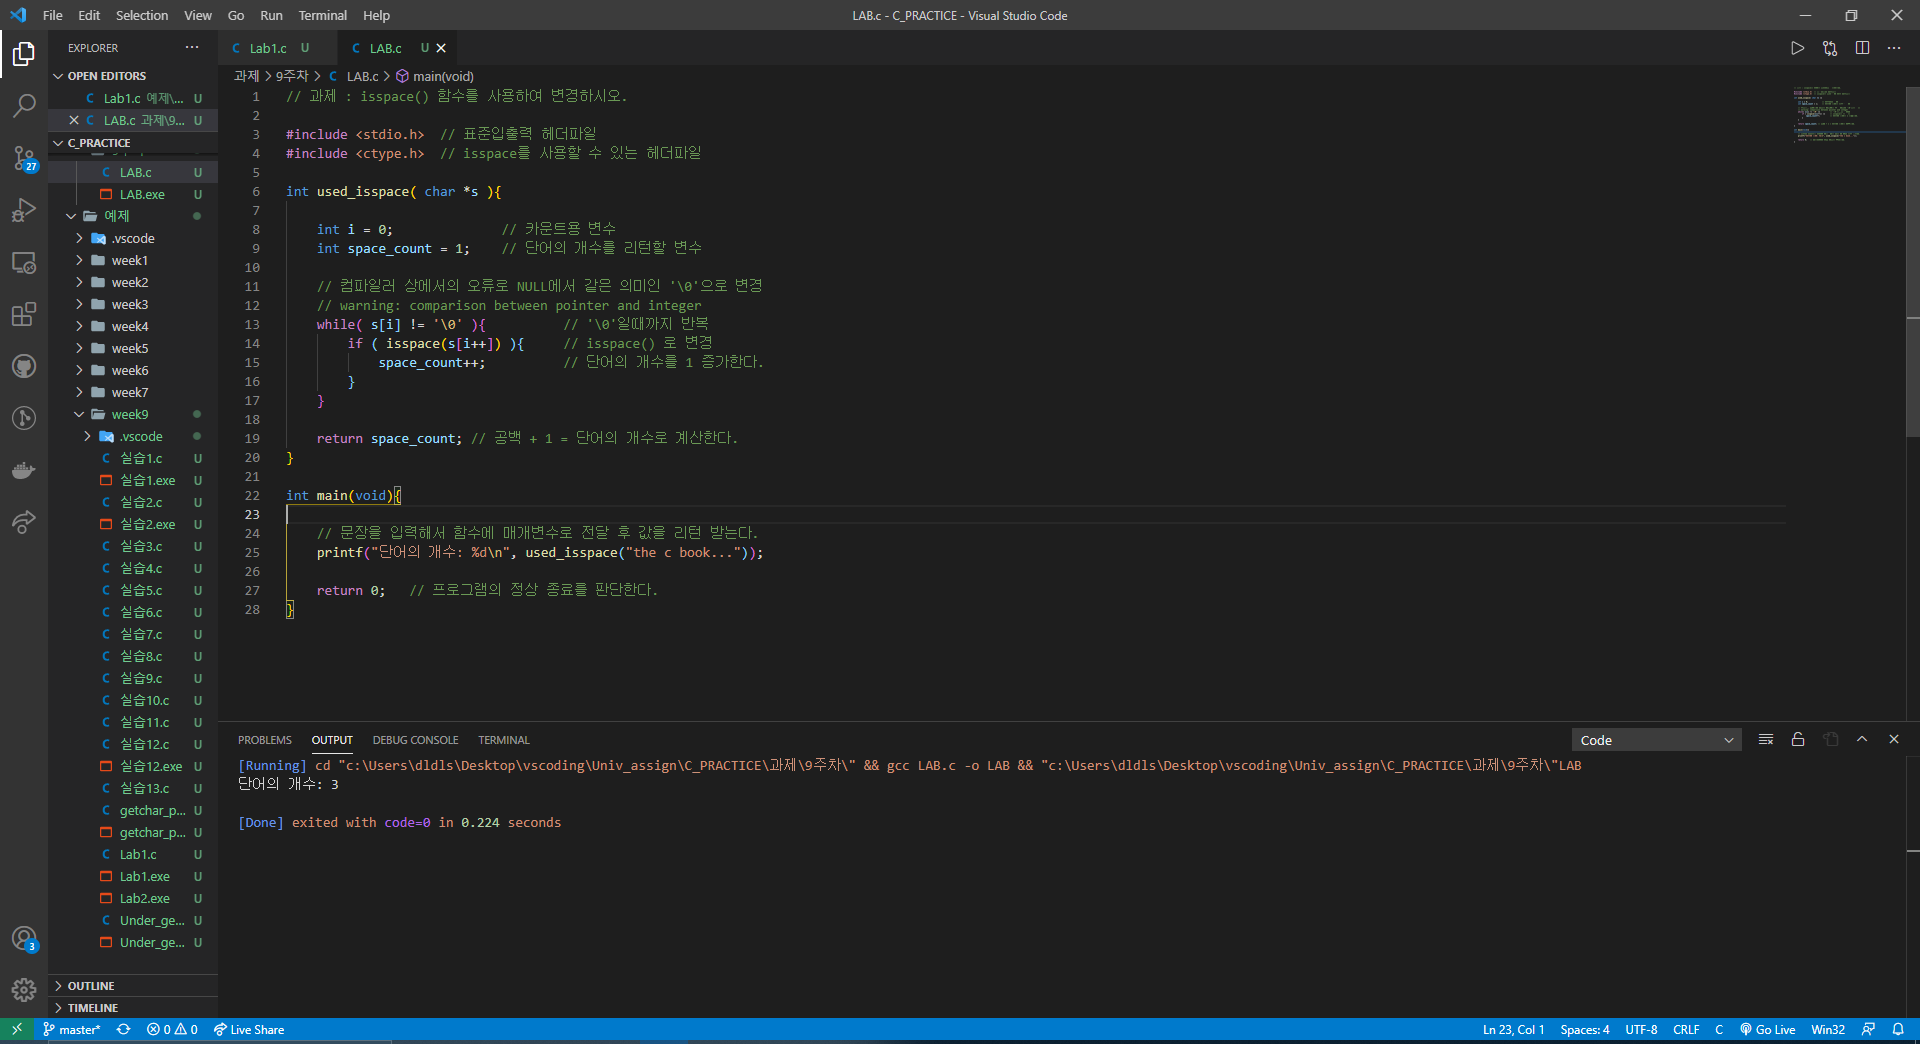 File Edit Selection View Go Run Terminal Help
LAB.c - C_PRACTICE - Visual Studio Code
EXPLORER
OPEN EDITORS
Lab1.c 예제\... U
LAB.c 과제\9... U
C_PRACTICE
LAB.c U
LAB.exe U
예제
.vscode
week1
week2
week3
week4
week5
week6
week7
week9
.vscode
실습1.c U
실습1.exe U
실습2.c U
실습2.exe U
실습3.c U
실습4.c U
실습5.c U
실습6.c U
실습7.c U
실습8.c U
실습9.c U
실습10.c U
실습11.c U
실습12.c U
실습12.exe U
실습13.c U
getchar_p... U
getchar_p... U
Lab1.c U
Lab1.exe U
Lab2.exe U
Under_ge... U
Under_ge... U
OUTLINE
TIMELINE
27
3
Lab1.c U
LAB.c U
과제 > 9주차 > C LAB.c > main(void)
1 // 과제 : isspace() 함수를 사용하여 변경하시오.
2
3 #include <stdio.h>  // 표준입출력 헤더파일
4 #include <ctype.h>  // isspace를 사용할 수 있는 헤더파일
5
6 int used_isspace( char *s ){
7
8     int i = 0;              // 카운트용 변수
9     int space_count = 1;    // 단어의 개수를 리턴할 변수
10
11     // 컴파일러 상에서의 오류로 NULL에서 같은 의미인 '\0'으로 변경
12     // warning: comparison between pointer and integer
13     while( s[i] != '\0' ){          // '\0'일때까지 반복
14         if ( isspace(s[i++]) ){     // isspace() 로 변경
15             space_count++;          // 단어의 개수를 1 증가한다.
16         }
17     }
18
19     return space_count; // 공백 + 1 = 단어의 개수로 계산한다.
20 }
21
22 int main(void){
23
24     // 문장을 입력해서 함수에 매개변수로 전달 후 값을 리턴 받는다.
25     printf("단어의 개수: %d\n", used_isspace("the c book..."));
26
27     return 0;   // 프로그램의 정상 종료를 판단한다.
28 }
PROBLEMS OUTPUT DEBUG CONSOLE TERMINAL
Code
[Running] cd "c:\Users\dldls\Desktop\vscoding\Univ_assign\C_PRACTICE\과제\9주차\" && gcc LAB.c -o LAB && "c:\Users\dldls\Desktop\vscoding\Univ_assign\C_PRACTICE\과제\9주차\"LAB
단어의 개수: 3
[Done] exited with code=0 in 0.224 seconds
master* 0 0 Live Share
Ln 23, Col 1 Spaces: 4 UTF-8 CRLF C Go Live Win32